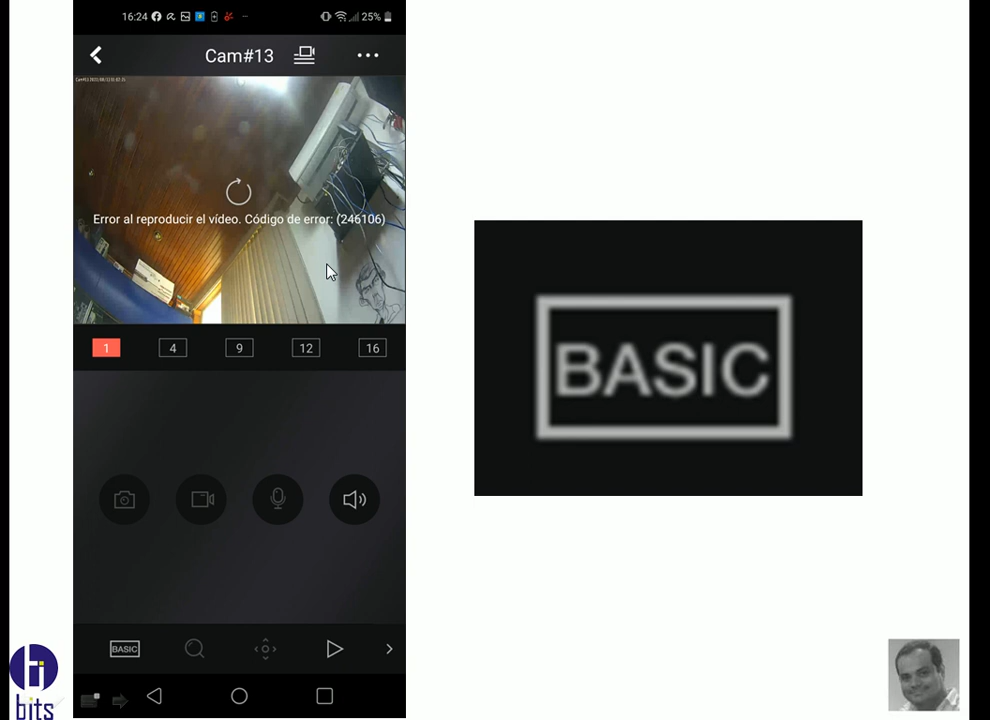 16:24
25%
Cam#13
Error al reproducir el vídeo. Código de error: (246106)
1
4
9
12
16
BASIC
BASIC
bits